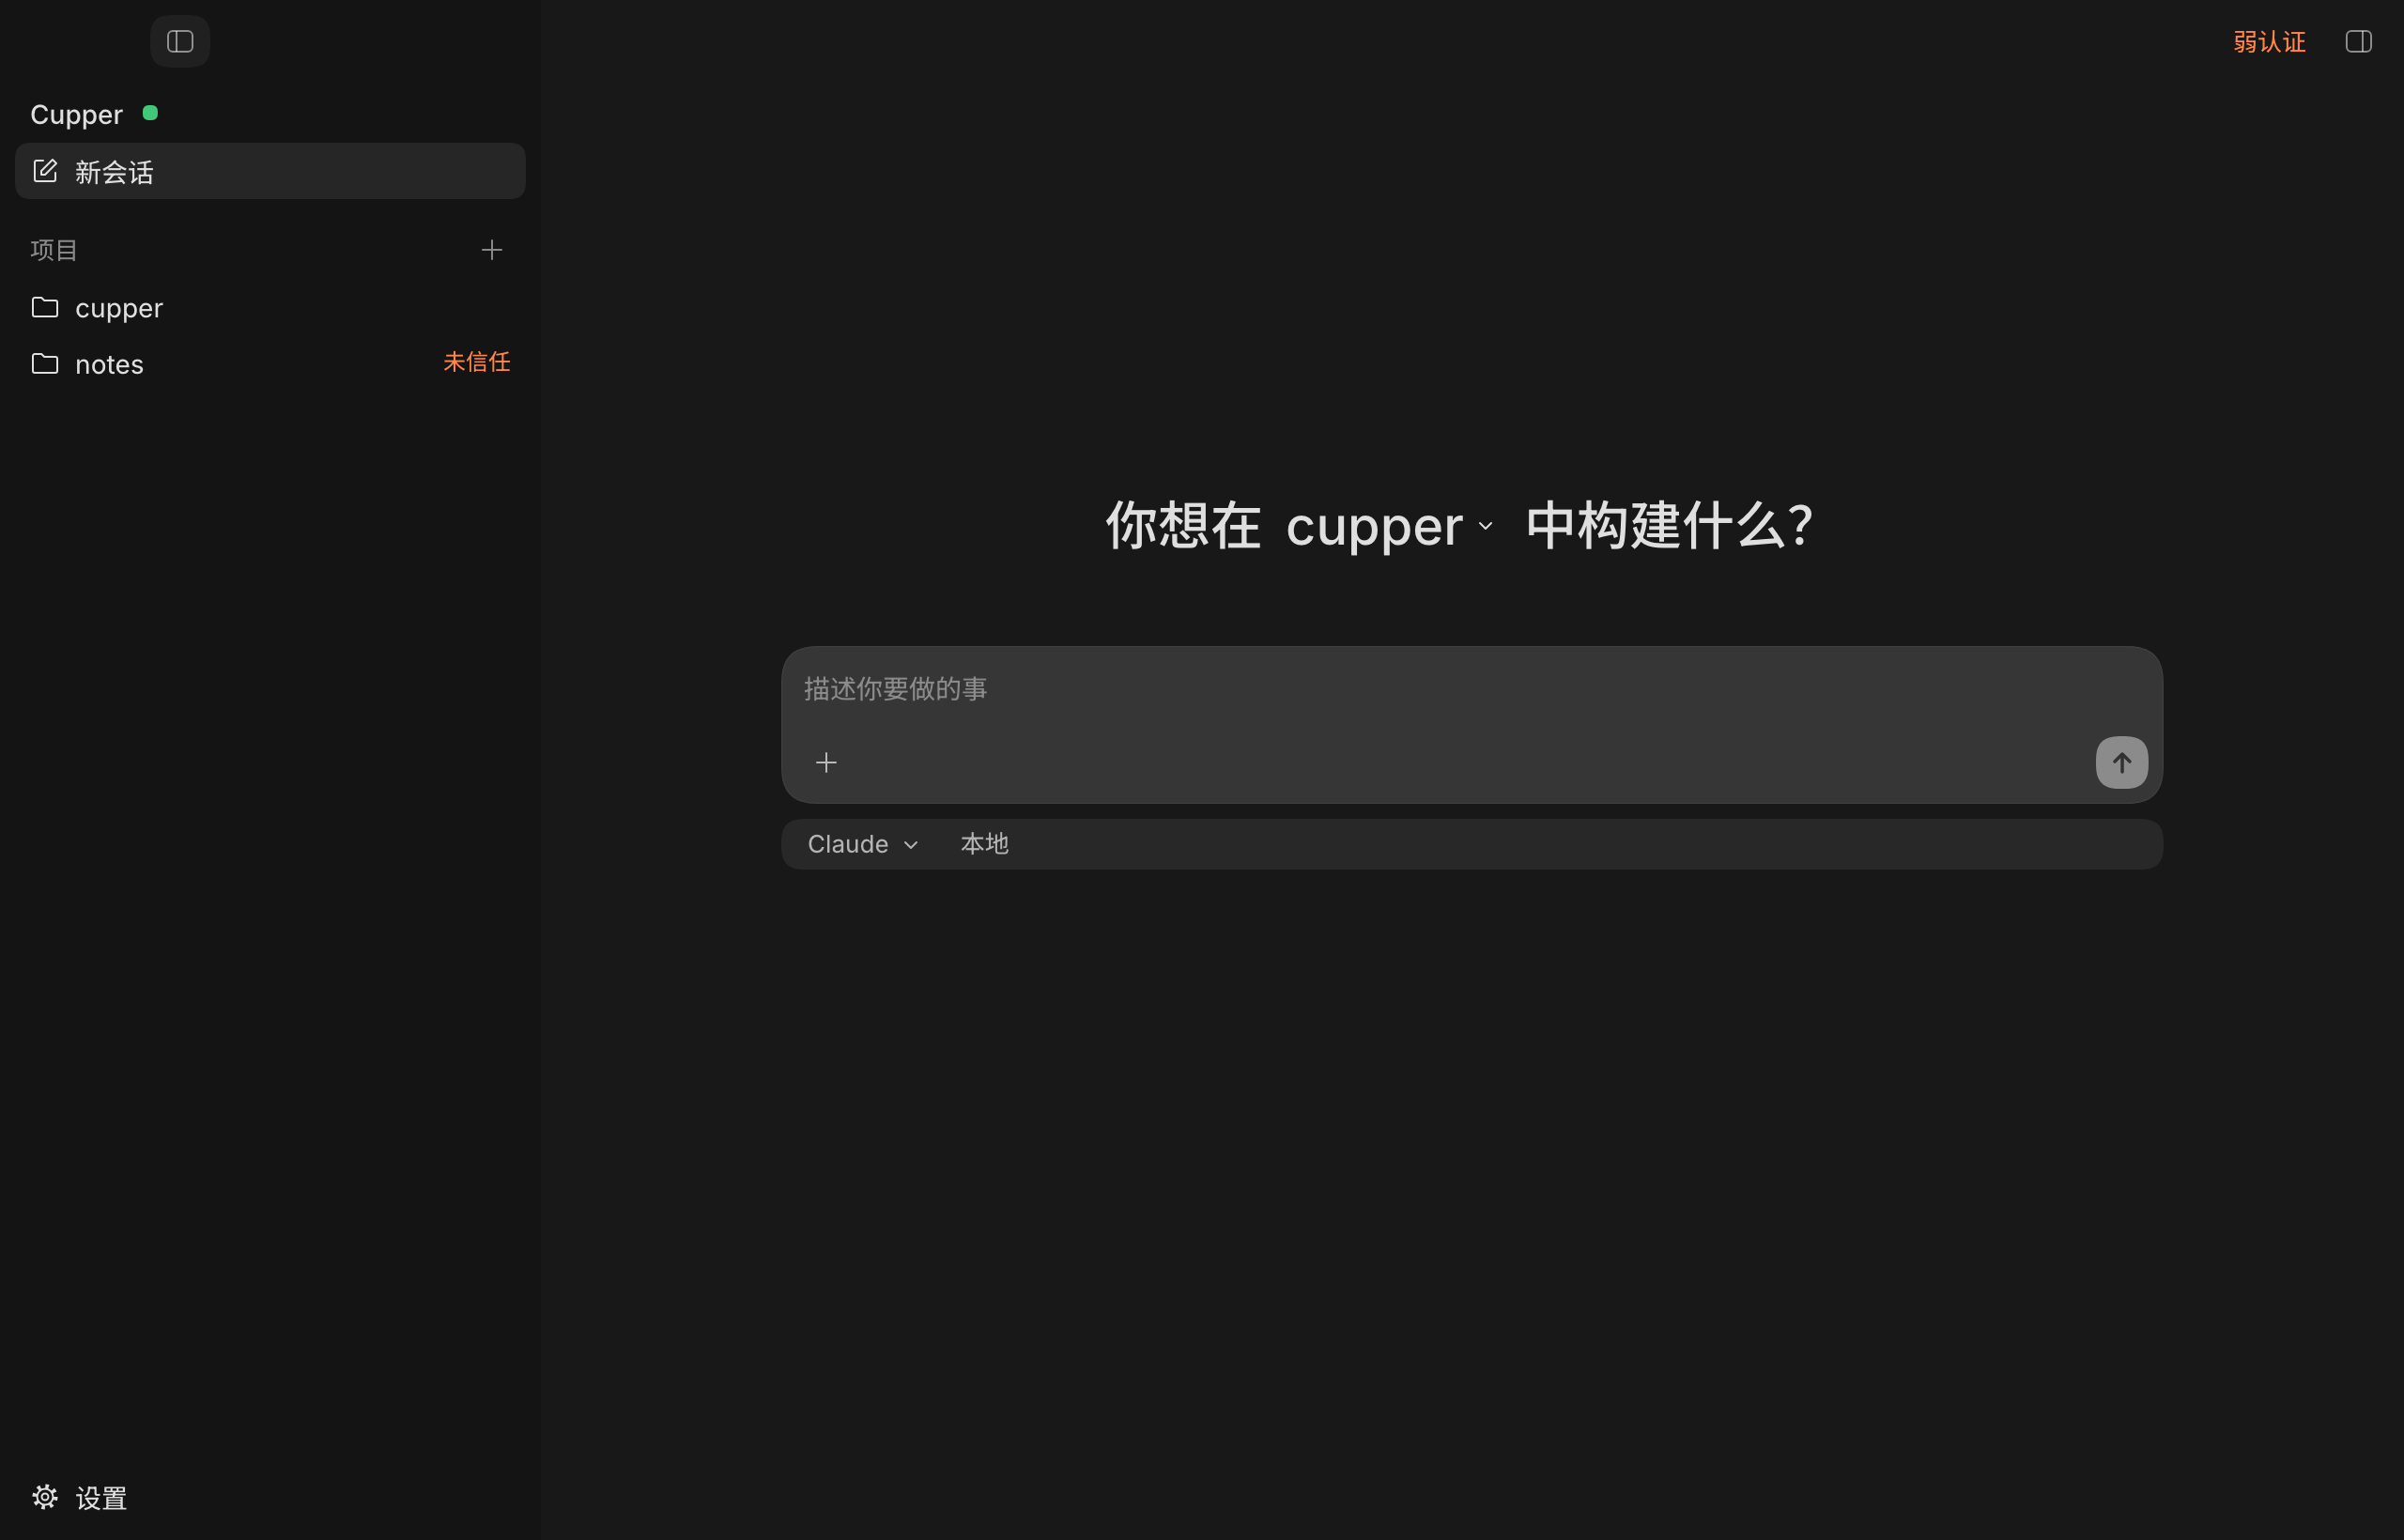 弱认证
Cupper
新会话
项目
cupper
notes 未信任
你想在 cupper 中构建什么？
描述你要做的事
Claude 本地
设置